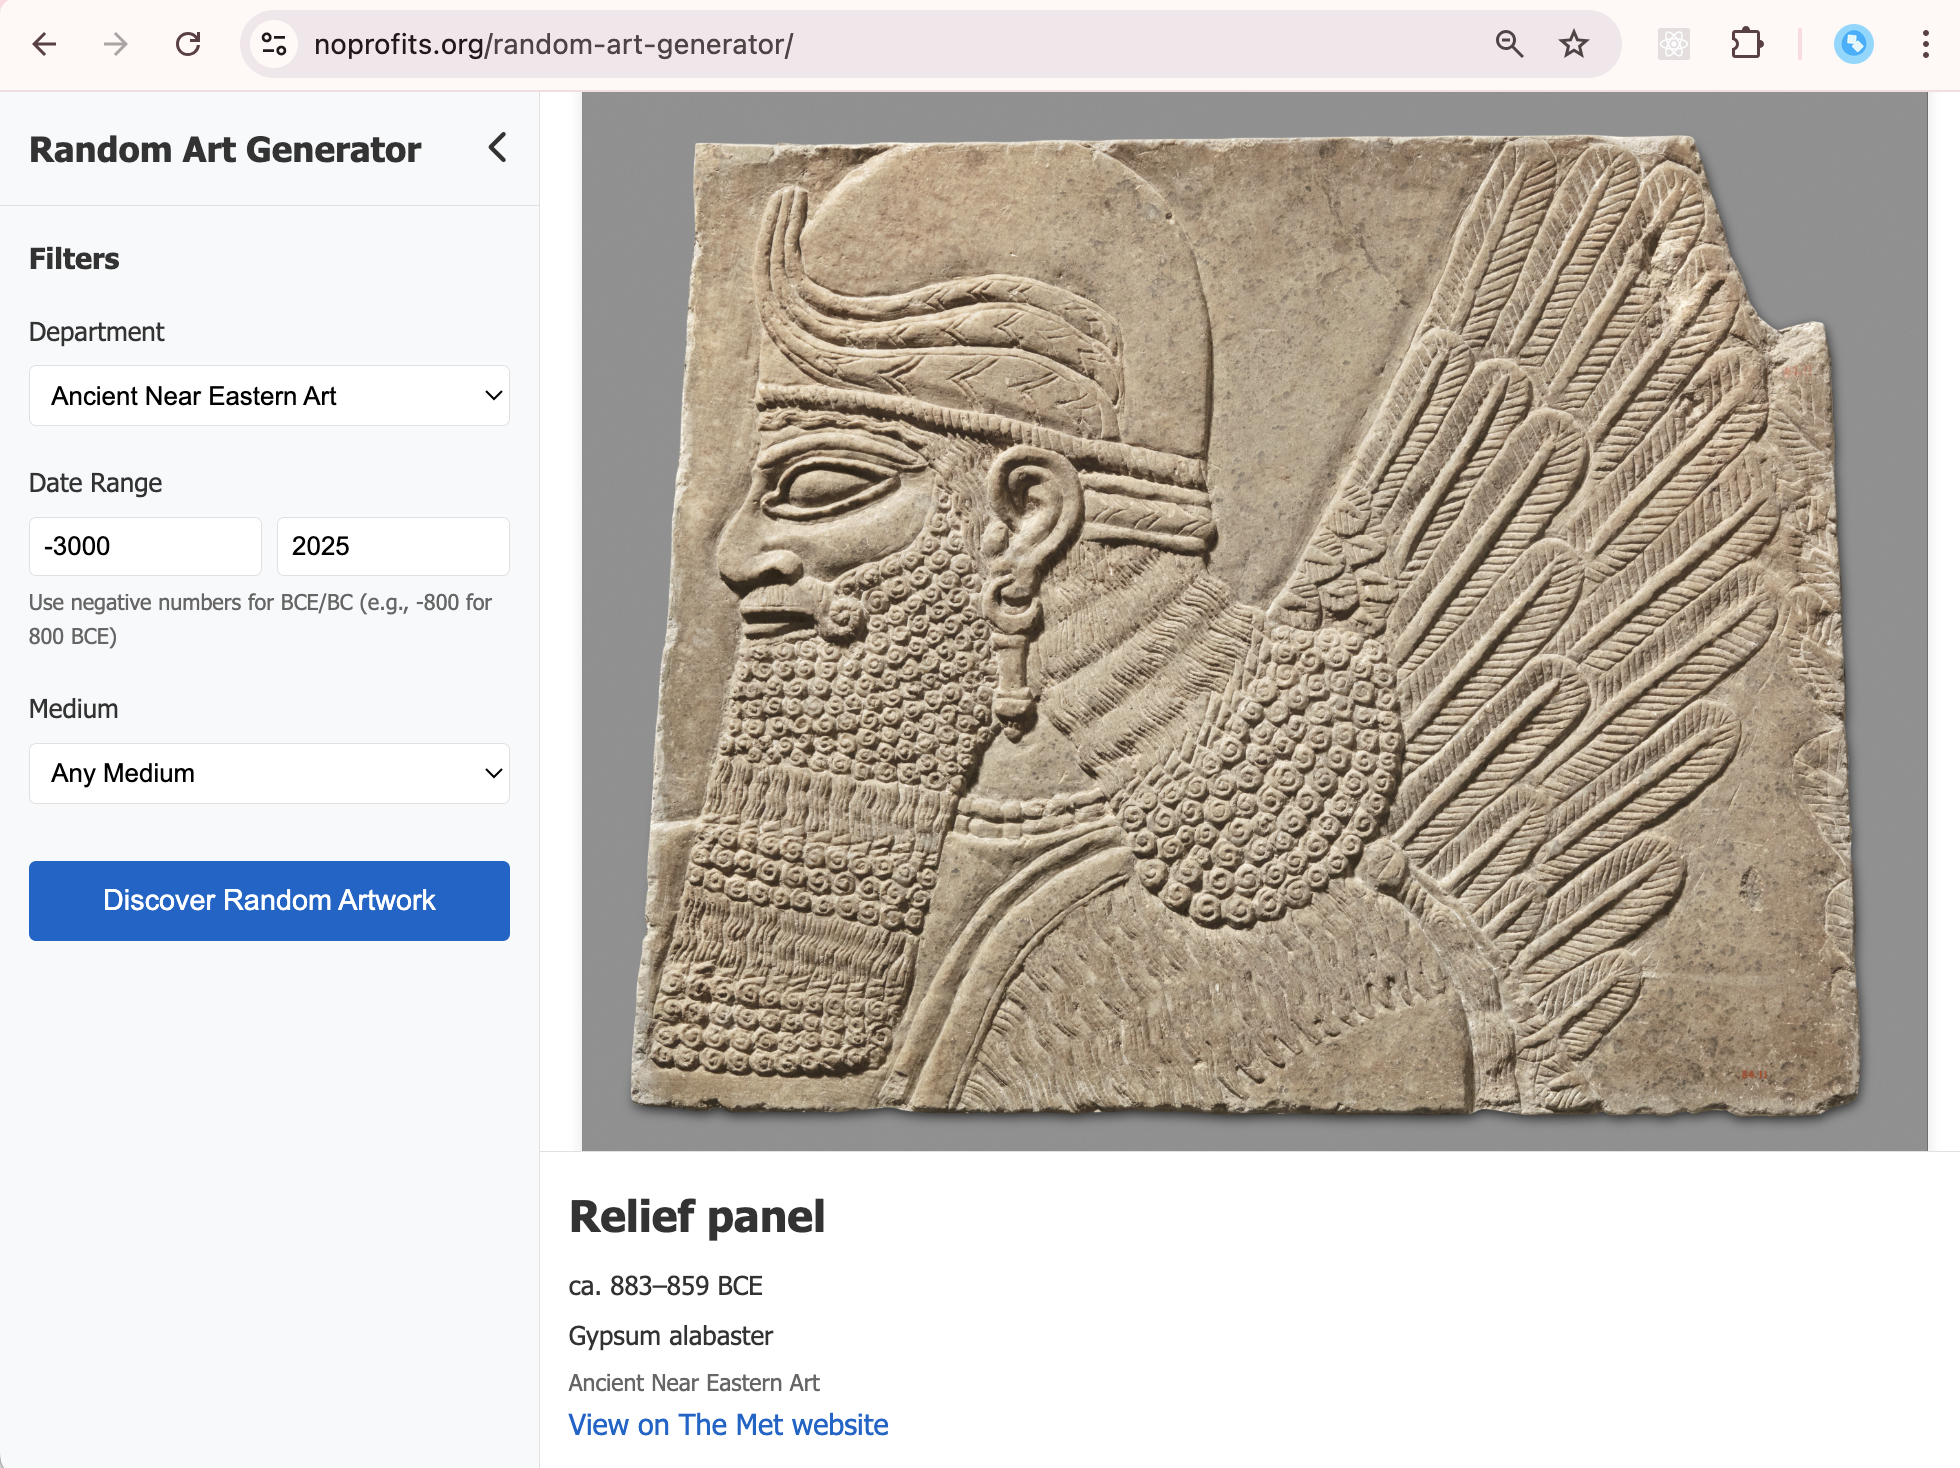 noprofits.org/random-art-generator/
Random Art Generator
Filters
Department
Ancient Near Eastern Art
Date Range
-3000 2025
Use negative numbers for BCE/BC (e.g., -800 for
800 BCE)
Medium
Any Medium
Discover Random Artwork
Relief panel
ca. 883–859 BCE
Gypsum alabaster
Ancient Near Eastern Art
View on The Met website